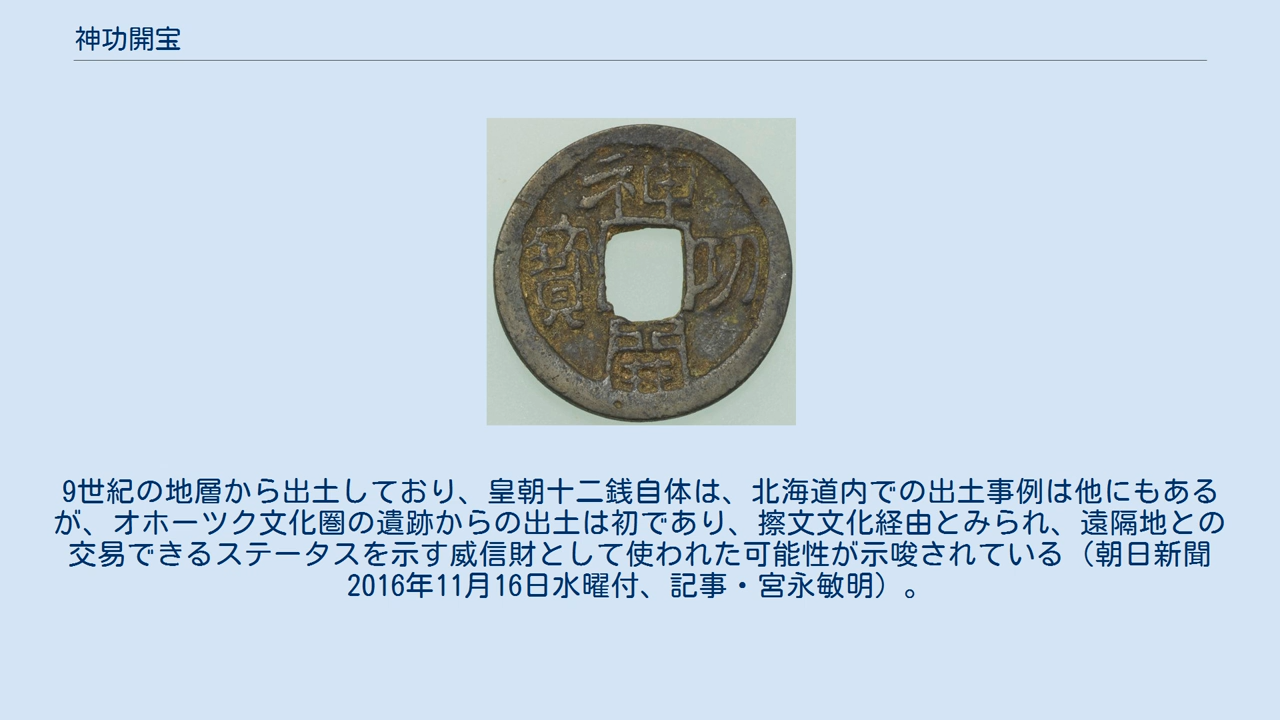 神功開宝
神
功
開
寳
9世紀の地層から出土しており、皇朝十二銭自体は、北海道内での出土事例は他にもある
が、オホーツク文化圏の遺跡からの出土は初であり、擦文文化経由とみられ、遠隔地との
交易できるステータスを示す威信財として使われた可能性が示唆されている（朝日新聞
2016年11月16日水曜付、記事・宮永敏明）。